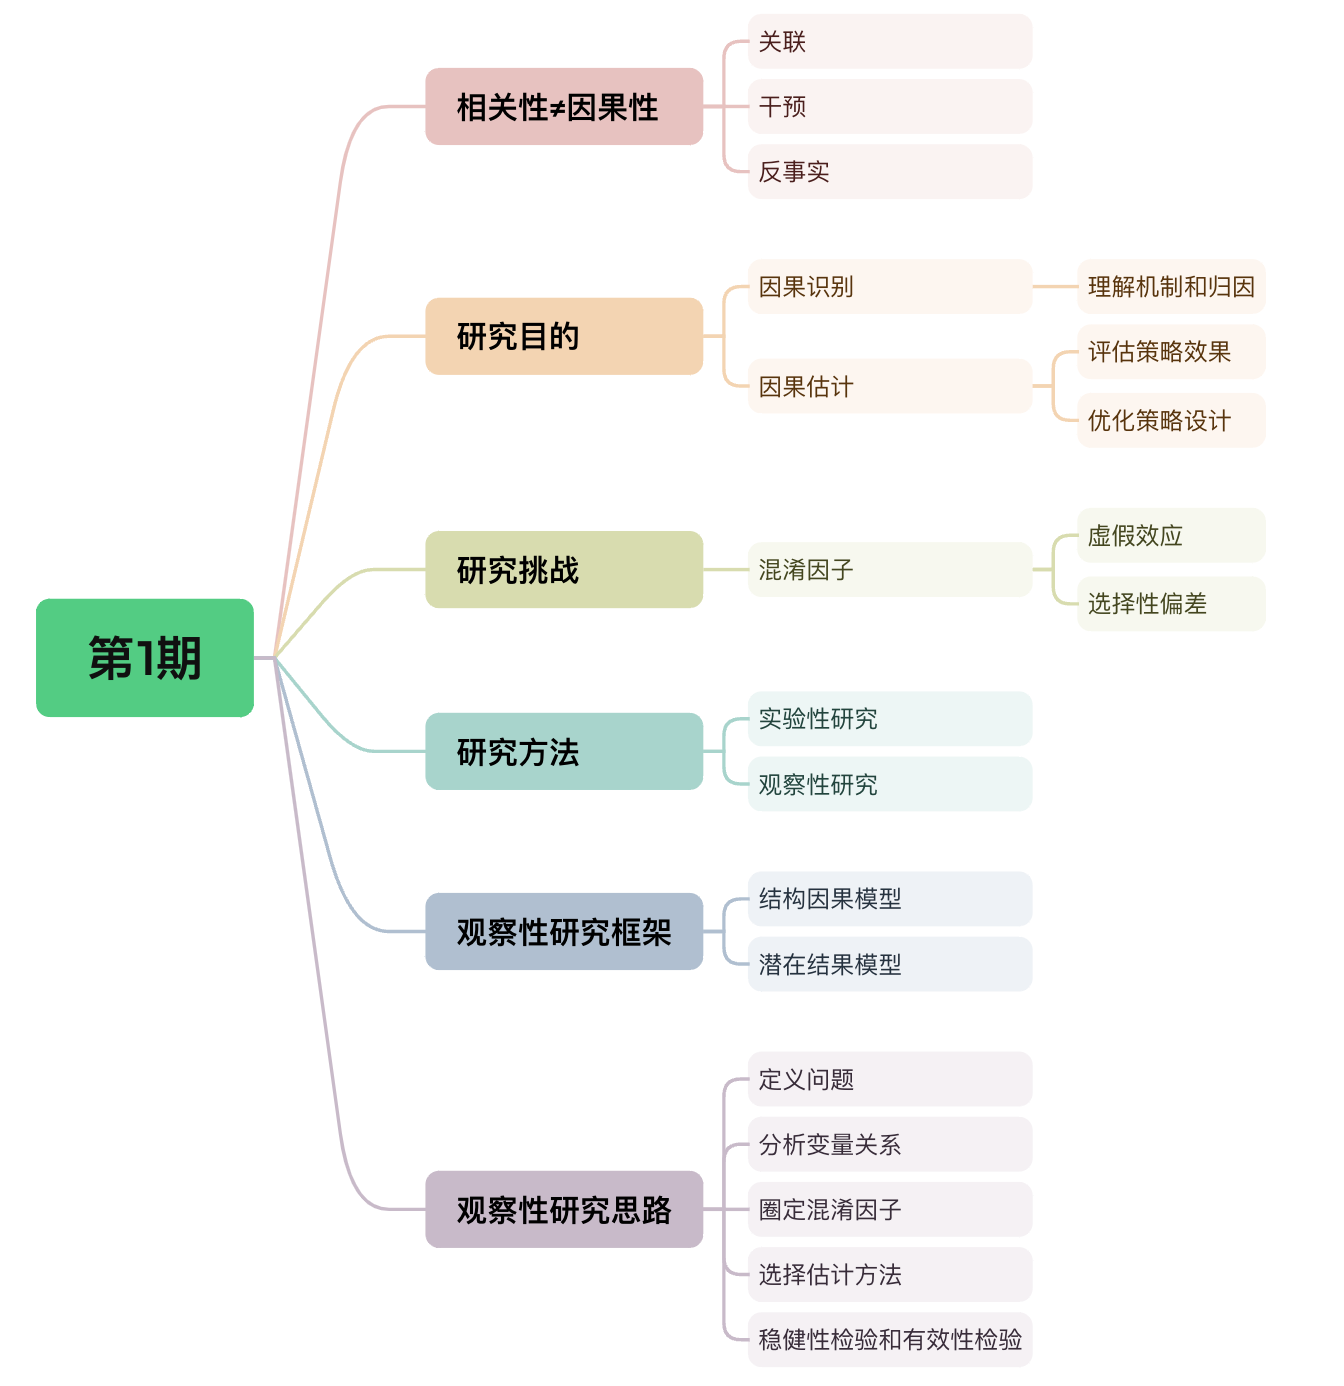 第1期
相关性≠因果性
关联
干预
反事实
研究目的
因果识别
理解机制和归因
因果估计
评估策略效果
优化策略设计
研究挑战
混淆因子
虚假效应
选择性偏差
研究方法
实验性研究
观察性研究
观察性研究框架
结构因果模型
潜在结果模型
观察性研究思路
定义问题
分析变量关系
圈定混淆因子
选择估计方法
稳健性检验和有效性检验